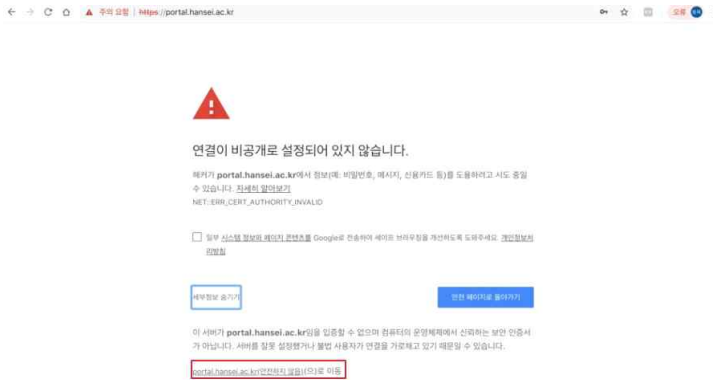 주의 요함 | https://portal.hansei.ac.kr
오류
연결이 비공개로 설정되어 있지 않습니다.
해커가 portal.hansei.ac.kr에서 정보(예: 비밀번호, 메시지, 신용카드 등)를 도용하려고 시도 중일
수 있습니다. 자세히 알아보기
NET::ERR_CERT_AUTHORITY_INVALID
일부 시스템 정보와 페이지 콘텐츠를 Google로 전송하여 세이프 브라우징을 개선하도록 도와주세요. 개인정보처
리방침
세부정보 숨기기
안전 페이지로 돌아가기
이 서버가 portal.hansei.ac.kr임을 입증할 수 없으며 컴퓨터의 운영체제에서 신뢰하는 보안 인증서
가 아닙니다. 서버를 잘못 설정했거나 불법 사용자가 연결을 가로채고 있기 때문일 수 있습니다.
portal.hansei.ac.kr(안전하지 않음)(으)로 이동